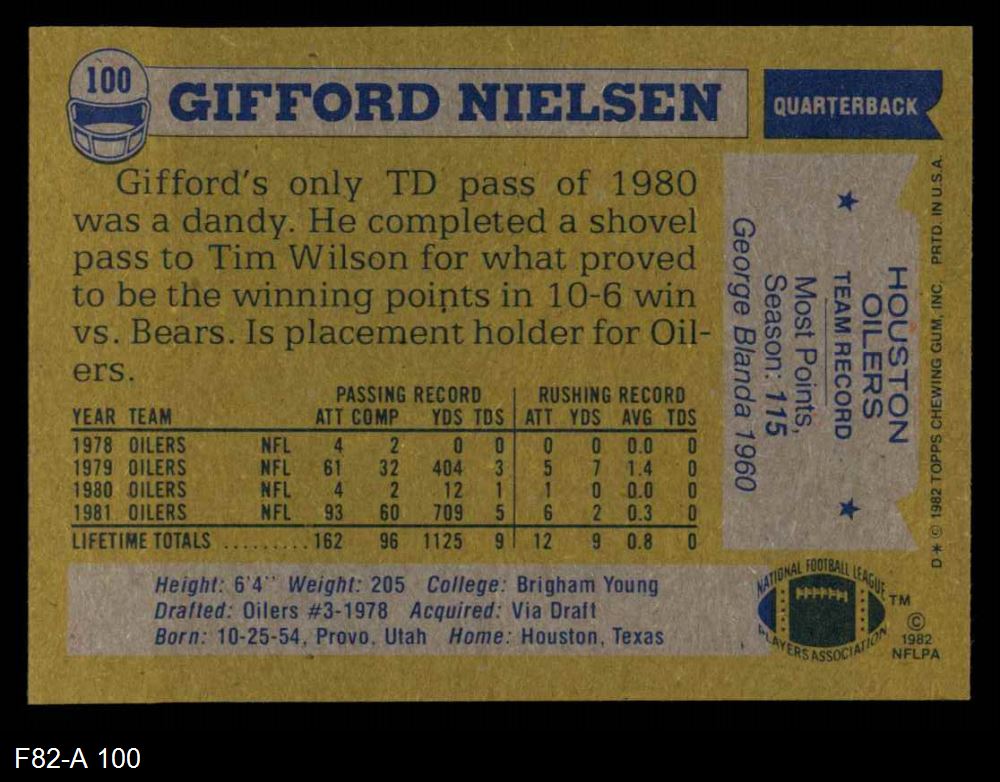 100
GIFFORD NIELSEN
QUARTERBACK
Gifford's only TD pass of 1980
was a dandy. He completed a shovel
pass to Tim Wilson for what proved
to be the winning points in 10-6 win
vs. Bears. Is placement holder for Oil-
ers.
PASSING RECORD RUSHING RECORD
YEAR TEAM ATT COMP YDS TDS ATT YDS AVG TDS
1978 OILERS NFL 4 2 0 0 0 0 0.0 0
1979 OILERS NFL 61 32 404 3 5 7 1.4 0
1980 OILERS NFL 4 2 12 1 1 0 0.0 0
1981 OILERS NFL 93 60 709 5 6 2 0.3 0
LIFETIME TOTALS .......... 162 96 1125 9 12 9 0.8 0
Height: 6'4" Weight: 205 College: Brigham Young
Drafted: Oilers #3-1978 Acquired: Via Draft
Born: 10-25-54, Provo, Utah Home: Houston, Texas
HOUSTON
OILERS
TEAM RECORD
Most Points,
Season: 115
George Blanda 1960
D* © 1982 TOPPS CHEWING GUM, INC. PRTD. IN U.S.A.
NATIONAL FOOTBALL LEAGUE
PLAYERS ASSOCIATION
TM
©
1982
NFLPA
F82-A 100